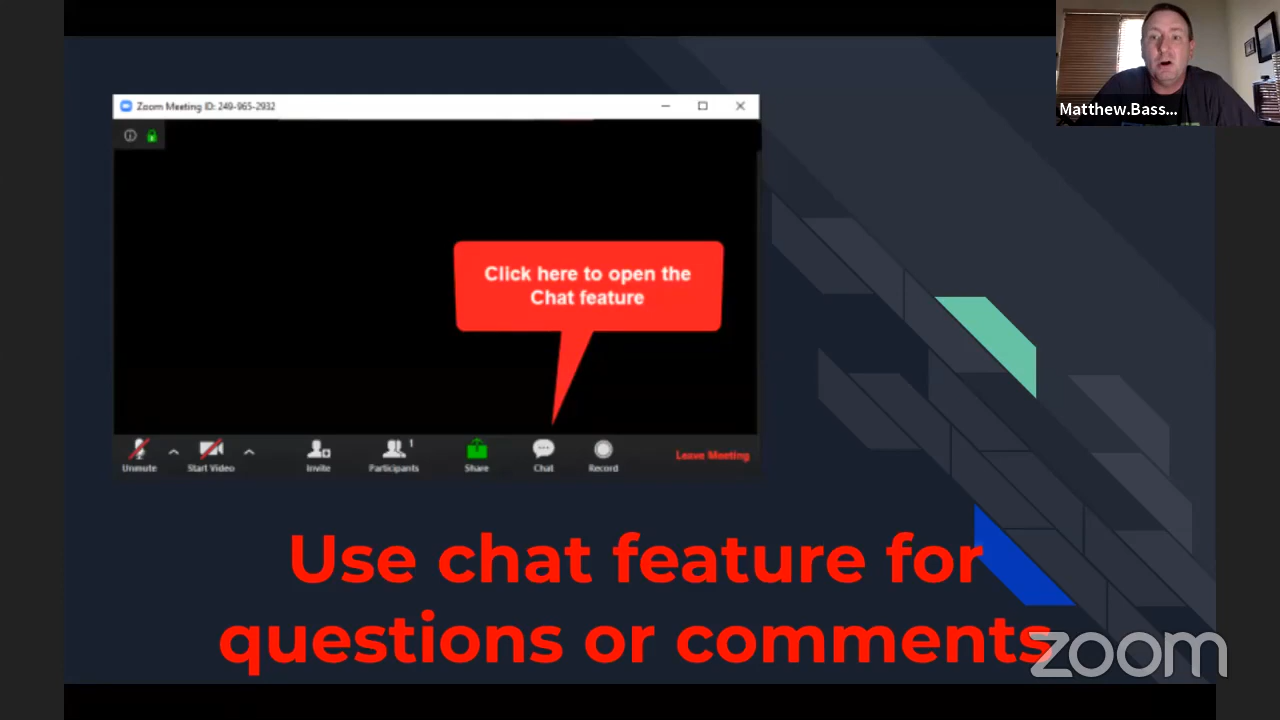 Zoom Meeting ID: 249-965-2932
Matthew.Bass...
Click here to open the
Chat feature
1
Unmute
Start Video
Invite
Participants
Share
Chat
Record
Leave Meeting
Use chat feature for
questions or comments
zoom